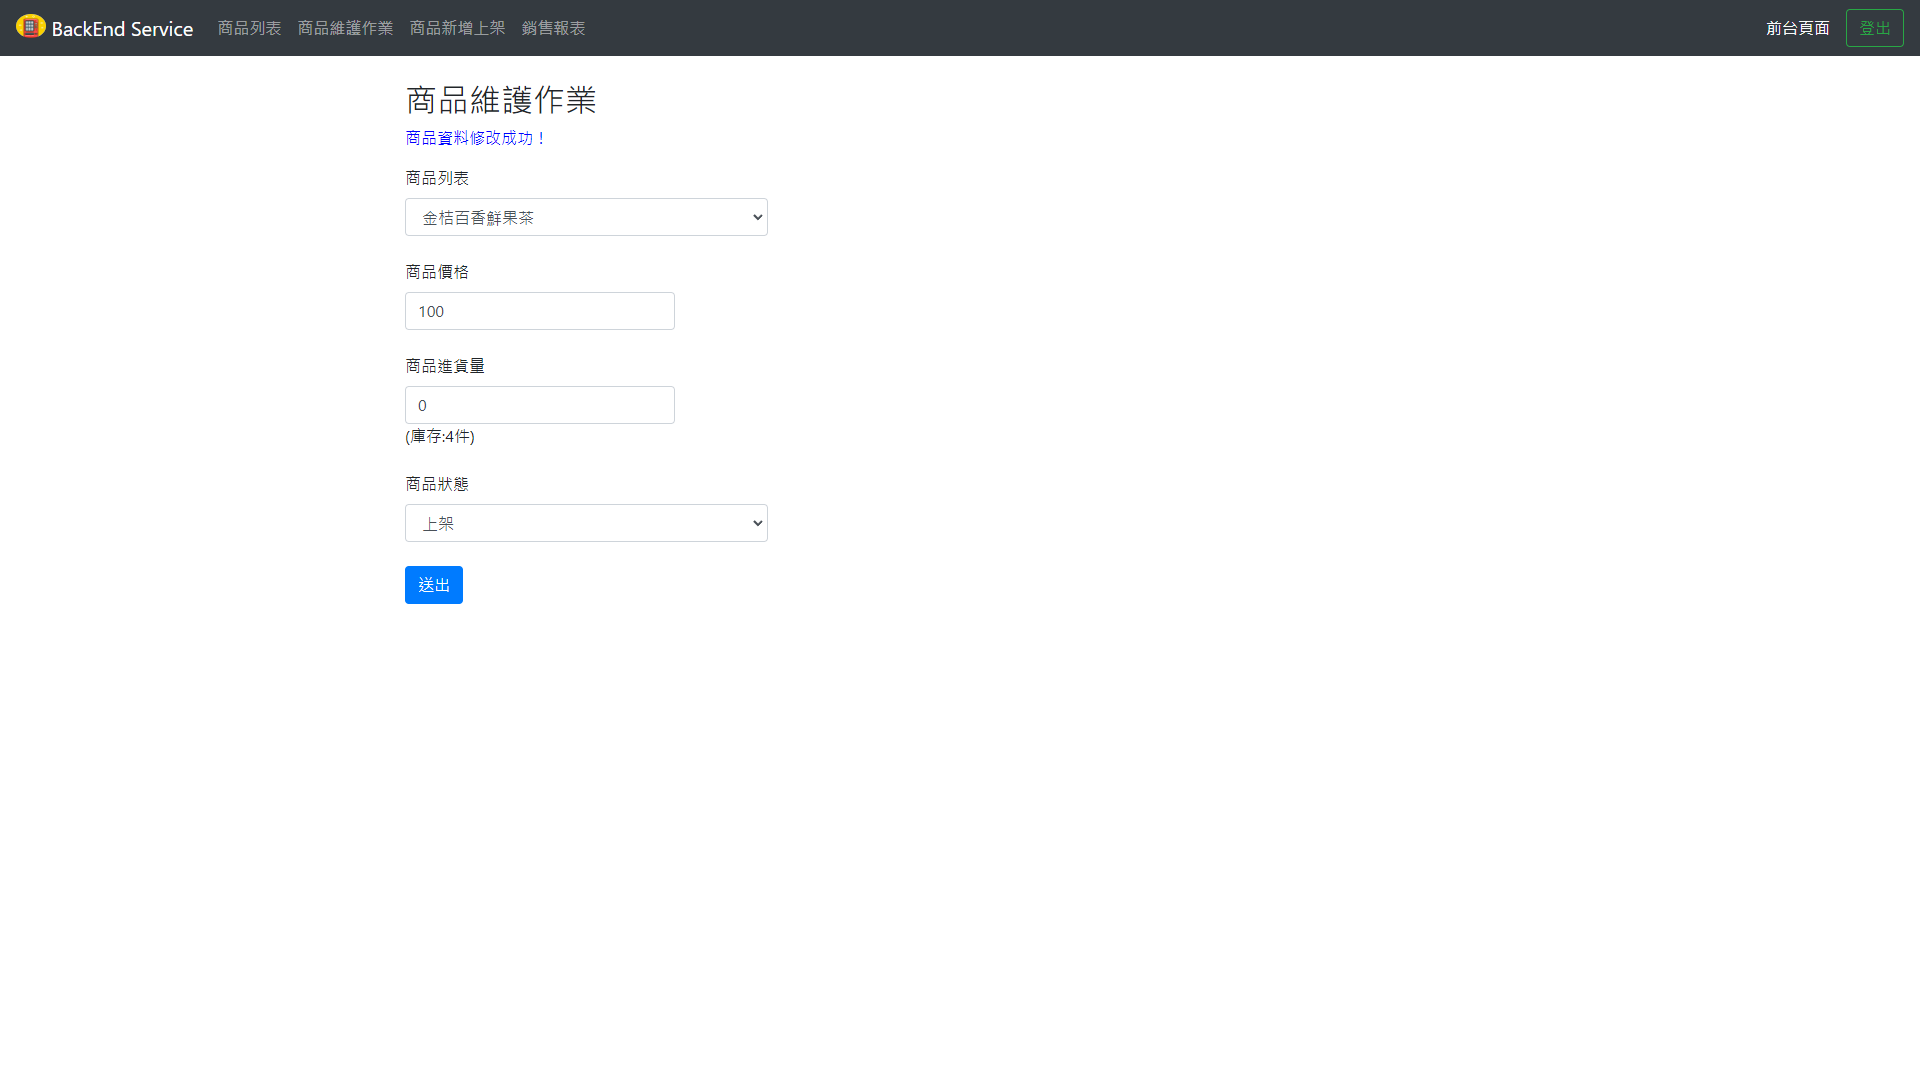 BackEnd Service 商品列表 商品維護作業 商品新增上架 銷售報表 前台頁面 登出
商品維護作業
商品資料修改成功！
商品列表
金桔百香鮮果茶
商品價格
100
商品進貨量
0
(庫存:4件)
商品狀態
上架
送出